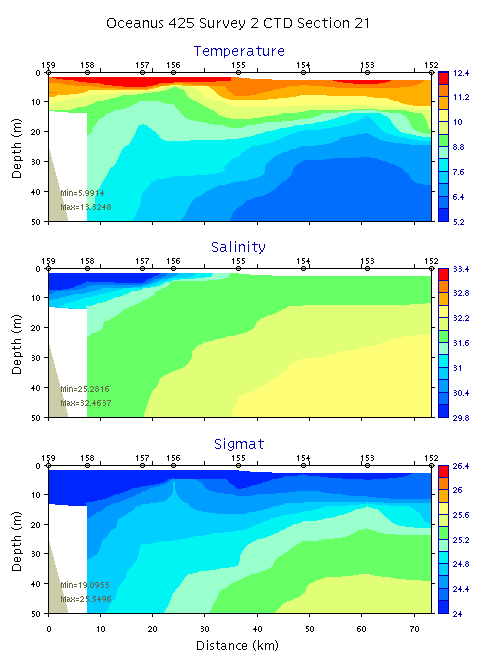 Oceanus 425 Survey 2 CTD Section 21
Temperature
159 158 157 156 155 154 153 152
0
10
20
30
40
50
Depth (m)
Min=5.9914
Max=13.8248
12.4
11.2
10
8.8
7.6
6.4
5.2
Salinity
159 158 157 156 155 154 153 152
0
10
20
30
40
50
Depth (m)
Min=25.2816
Max=32.4637
33.4
32.8
32.2
31.6
31
30.4
29.8
Sigmat
159 158 157 156 155 154 153 152
0
10
20
30
40
50
Depth (m)
Min=19.0955
Max=25.5496
26.4
26
25.6
25.2
24.8
24.4
24
0 10 20 30 40 50 60 70
Distance (km)